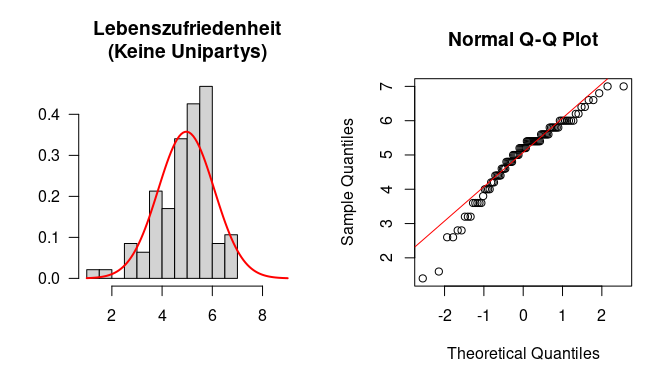 Lebenszufriedenheit
(Keine Unipartys)
0.4
0.3
0.2
0.1
0.0
2 4 6 8
Normal Q-Q Plot
Sample Quantiles
7
6
5
4
3
2
-2 -1 0 1 2
Theoretical Quantiles